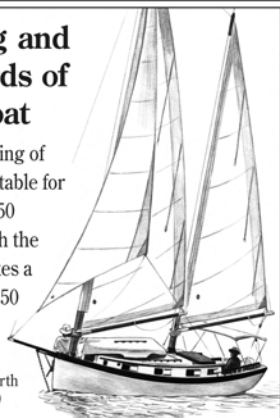 g and
ds of
oat
ing of
table for
50
h the
es a
50
rth